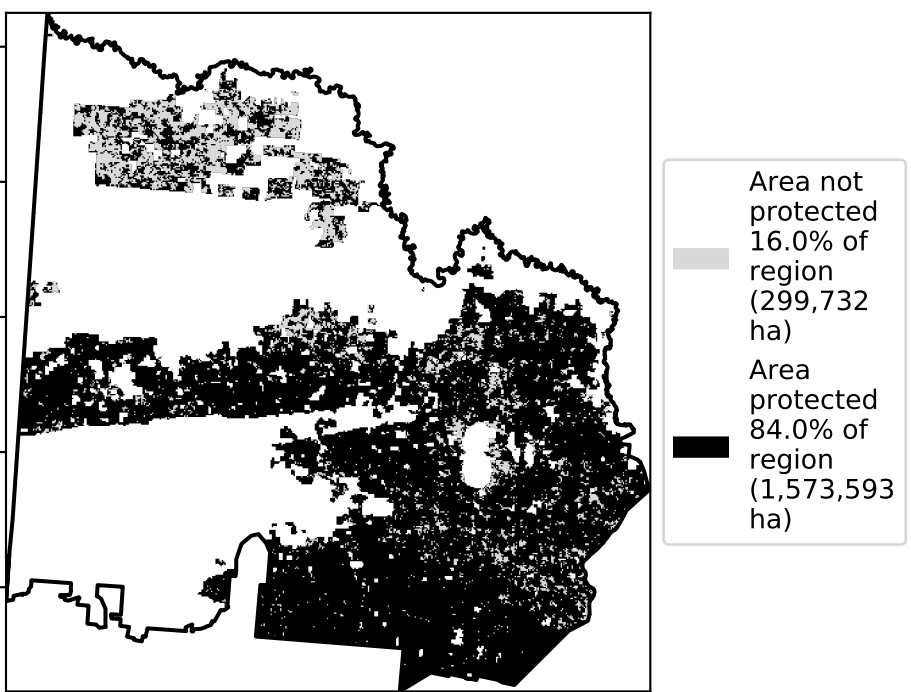 Area not
protected
16.0% of
region
(299,732
ha)
Area
protected
84.0% of
region
(1,573,593
ha)